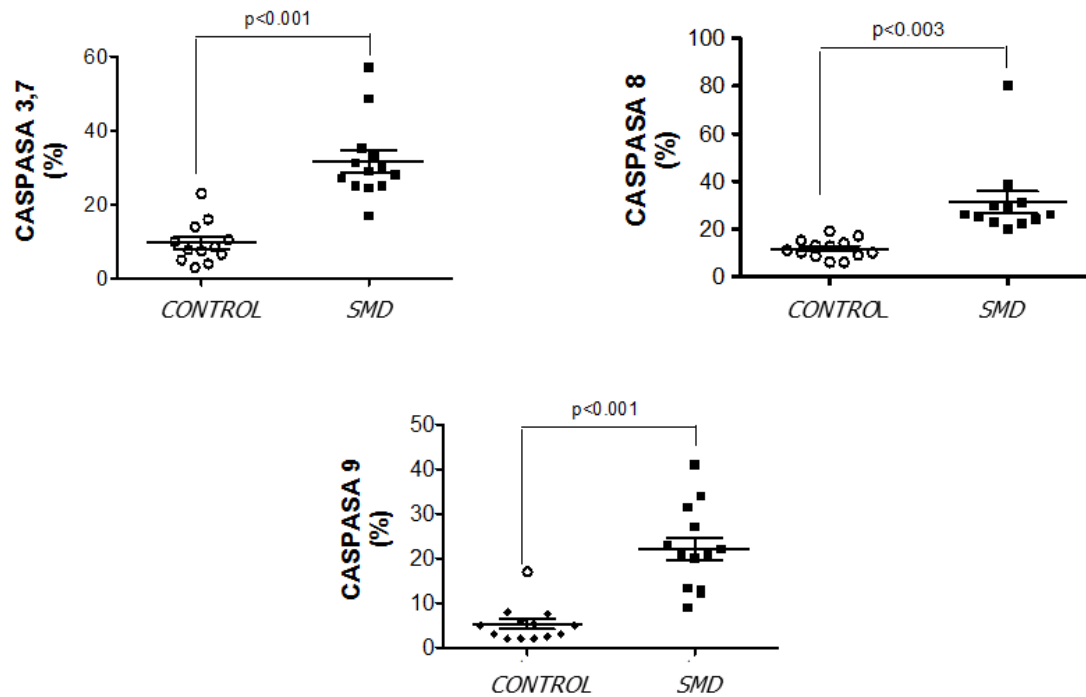 p<0.001
CASPASA 3,7
(%)
60
40
20
0
CONTROL SMD
p<0.003
CASPASA 8
(%)
100
80
60
40
20
0
CONTROL SMD
p<0.001
CASPASA 9
(%)
50
40
30
20
10
0
CONTROL SMD